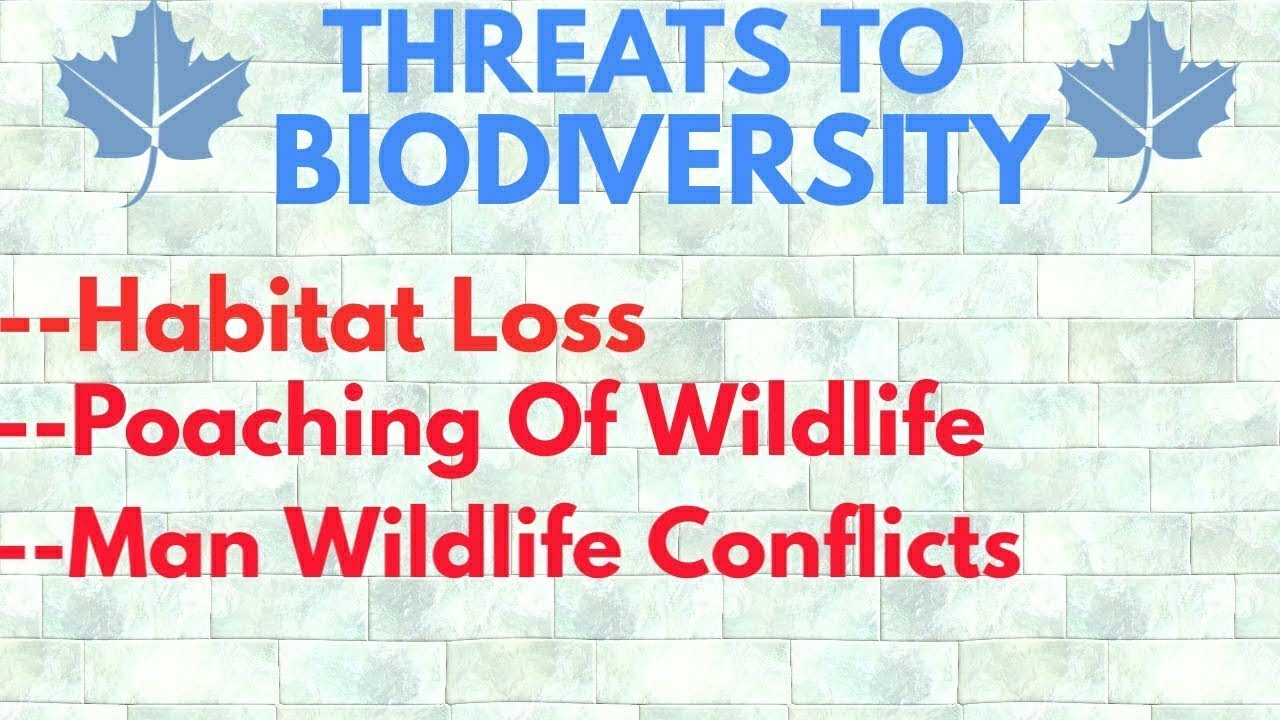 THREATS TO
BIODIVERSITY
--Habitat Loss
--Poaching Of Wildlife
--Man Wildlife Conflicts